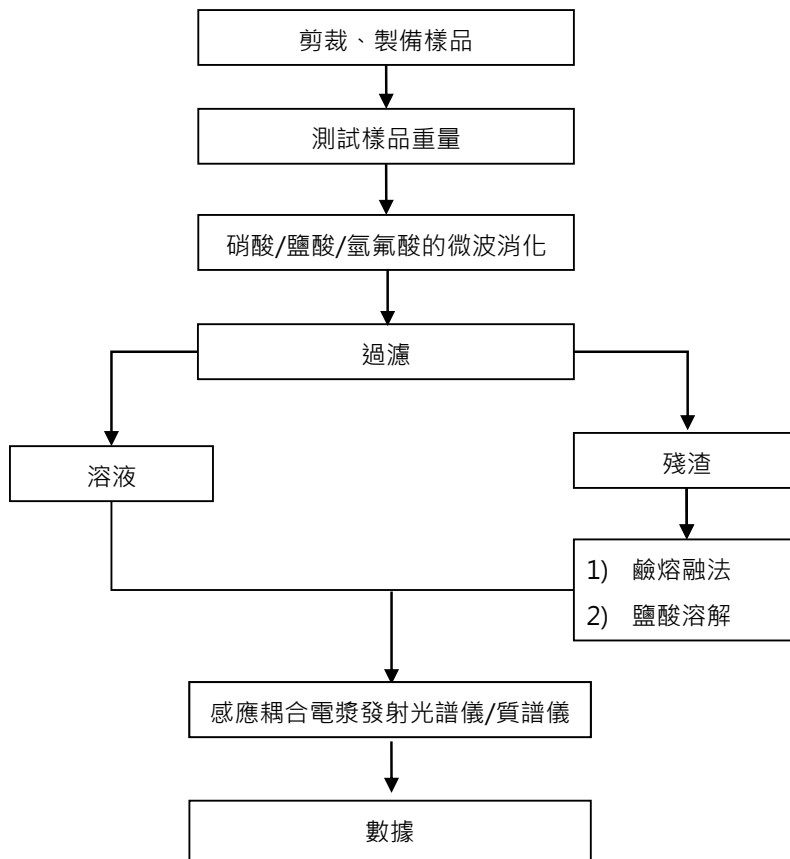 剪裁、製備樣品
測試樣品重量
硝酸/鹽酸/氫氟酸的微波消化
過濾
溶液
殘渣
1) 鹼熔融法
2) 鹽酸溶解
感應耦合電漿發射光譜儀/質譜儀
數據